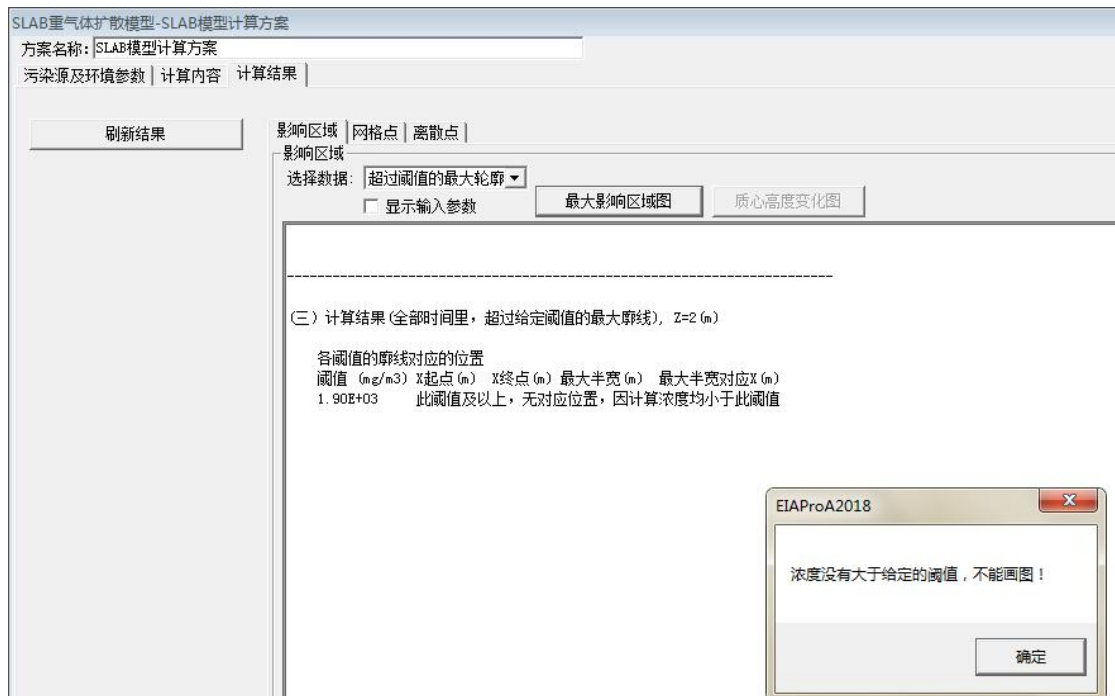 SLAB重气体扩散模型-SLAB模型计算方案
方案名称: SLAB模型计算方案
污染源及环境参数 计算内容 计算结果
刷新结果
影响区域 网格点 离散点
影响区域
选择数据: 超过阈值的最大轮廓
显示输入参数
最大影响区域图 质心高度变化图
--------------------------------------------------------------------------
(三) 计算结果(全部时间里，超过给定阈值的最大廓线), Z=2(m)
各阈值的廓线对应的位置
阈值 (mg/m3) X起点(m) X终点(m) 最大半宽(m) 最大半宽对应X(m)
1.90E+03 此阈值及以上，无对应位置，因计算浓度均小于此阈值
EIAProA2018
浓度没有大于给定的阈值，不能画图！
确定